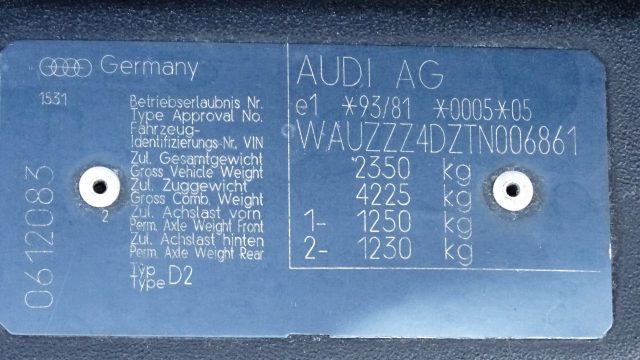 Germany
AUDI AG
1531
Betriebserlaubnis Nr.
Type Approval No.
e1 *93/81 *0005*05
Fahrzeug-
Identifizierungs-Nr. VIN
WAUZZZ4DZTN006861
Zul. Gesamtgewicht
Gross Vehicle Weight
2350 kg
Zul. Zuggewicht
Gross Comb. Weight
4225 kg
Zul. Achslast vorn
Perm. Axle Weight Front
1- 1250 kg
Zul. Achslast hinten
Perm. Axle Weight Rear
2- 1230 kg
Typ
Type D2
0612083
2